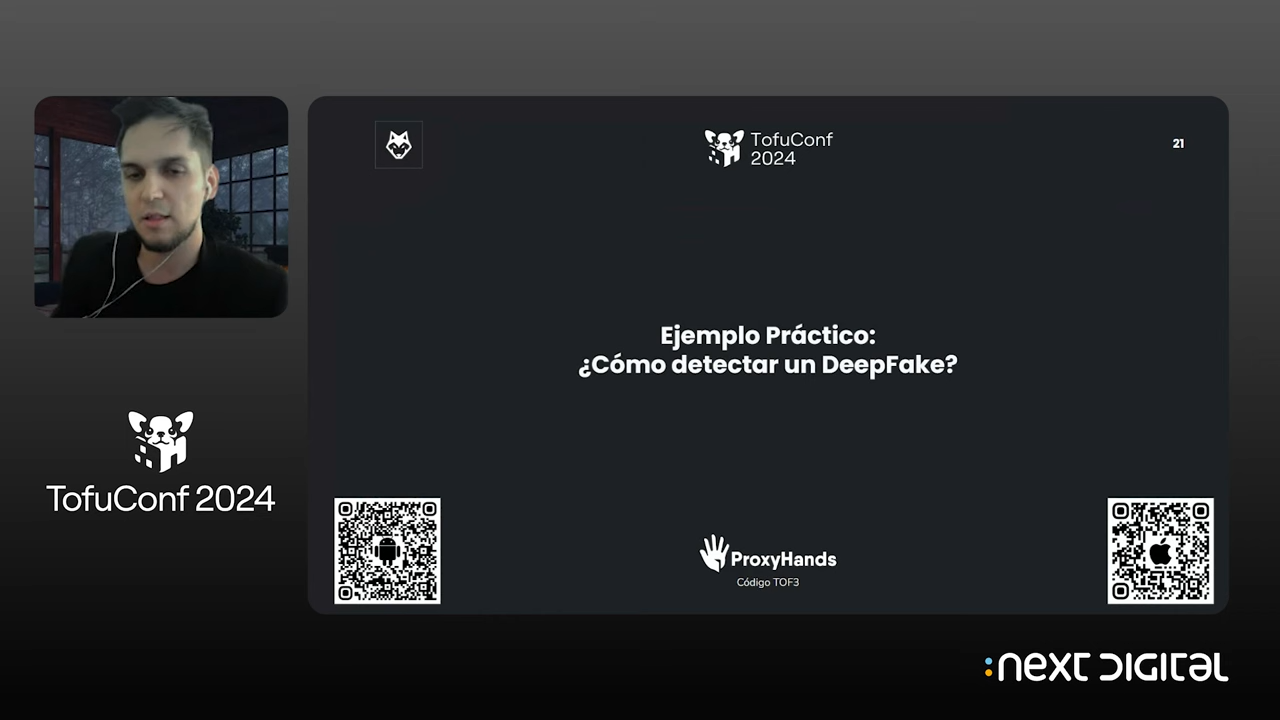 TofuConf
2024
21
Ejemplo Práctico:
¿Cómo detectar un DeepFake?
ProxyHands
Código TOF3
TofuConf 2024
:next digital